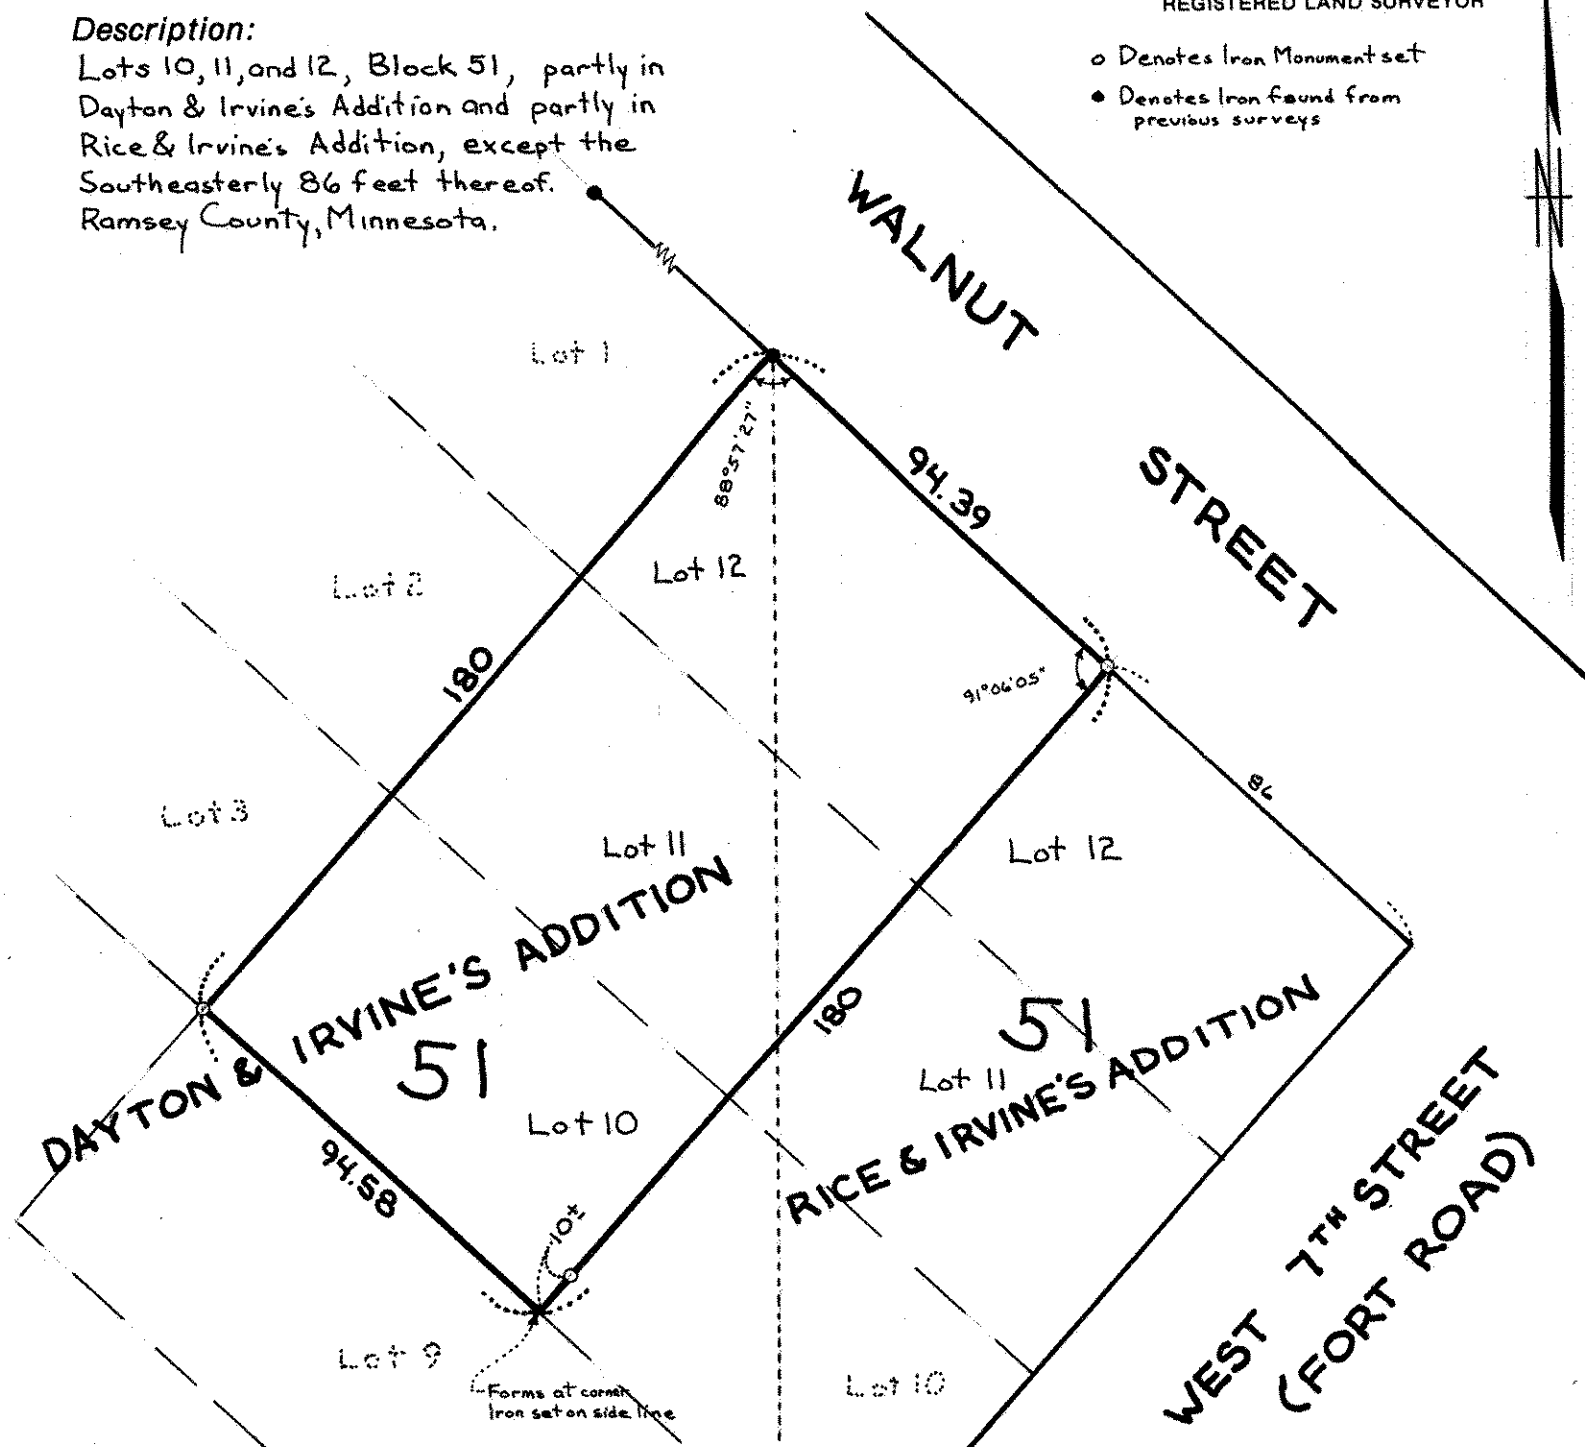 REGISTERED LAND SURVEYOR
Description:
Lots 10, 11, and 12, Block 51, partly in
Dayton & Irvine's Addition and partly in
Rice & Irvine's Addition, except the
Southeasterly 86 feet thereof.
Ramsey County, Minnesota.
o Denotes Iron Monument set
● Denotes Iron found from
previous surveys
N
WALNUT
STREET
Lot 1
88°57'27"
94.39
Lot 12
Lot 2
180
91°06'05"
86
Lot 3
Lot 11
Lot 12
DAYTON & IRVINE'S ADDITION
51
180
51
Lot 11
RICE & IRVINE'S ADDITION
Lot 10
94.58
10±
WEST 7TH STREET
(FORT ROAD)
Lot 9
Lot 10
Forms at corner
Iron set on side line